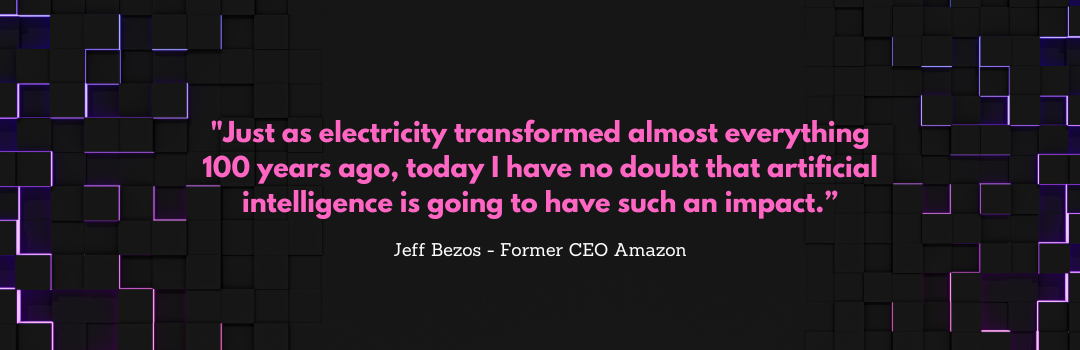 "Just as electricity transformed almost everything
100 years ago, today I have no doubt that artificial
intelligence is going to have such an impact.”
Jeff Bezos - Former CEO Amazon